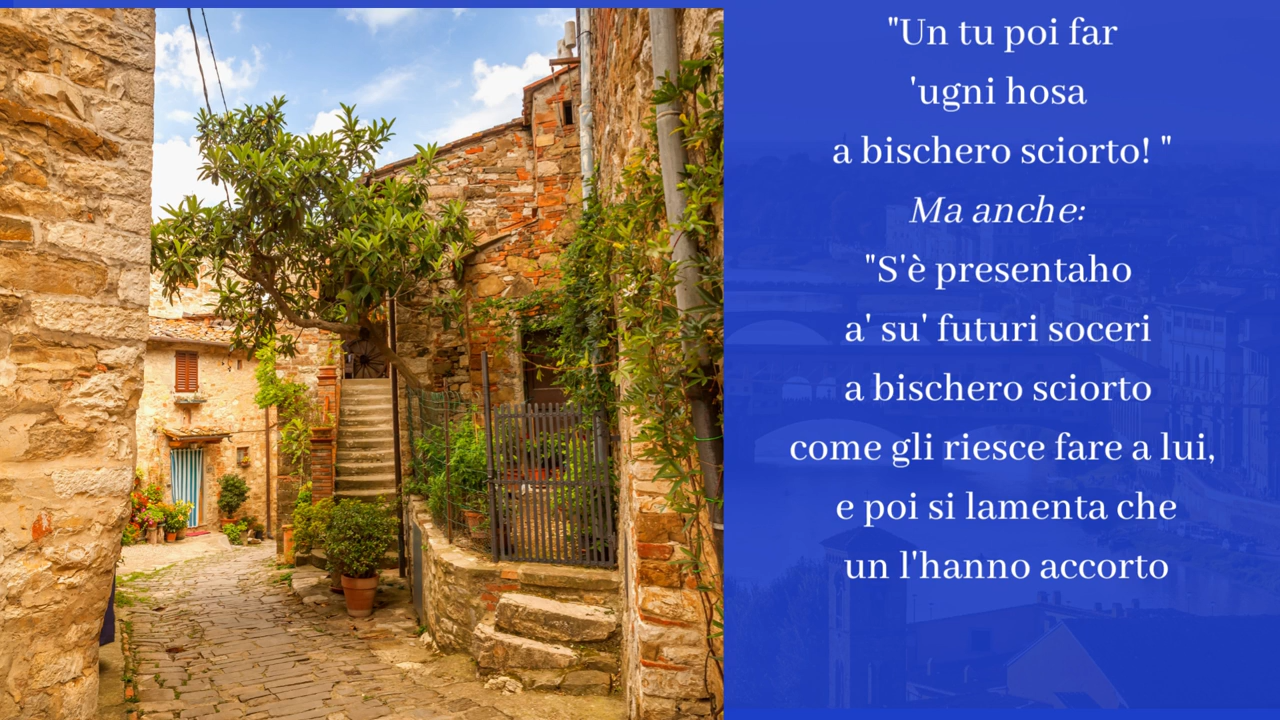 "Un tu poi far
'ugni hosa
a bischero sciorto! "
Ma anche:
"S'è presentaho
a' su' futuri soceri
a bischero sciorto
come gli riesce fare a lui,
e poi si lamenta che
un l'hanno accorto